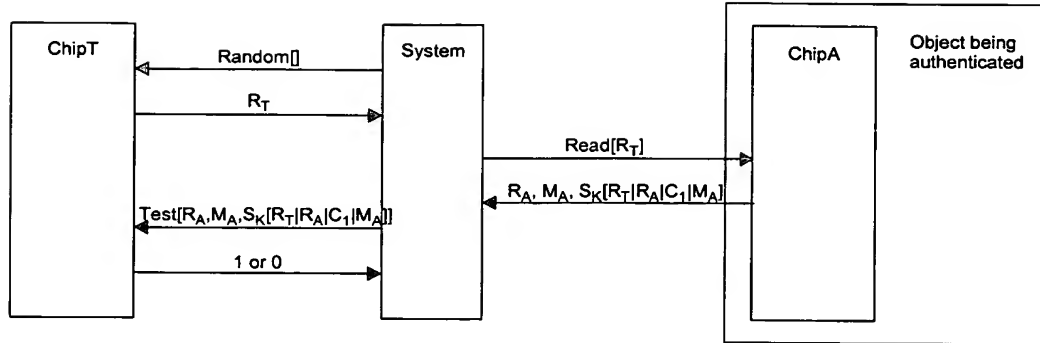 ChipT
System
ChipA
Object being
authenticated
Random[]
R_T
Read[R_T]
R_A, M_A, S_K[R_T|R_A|C_1|M_A]
Test[R_A,M_A,S_K[R_T|R_A|C_1|M_A]]
1 or 0